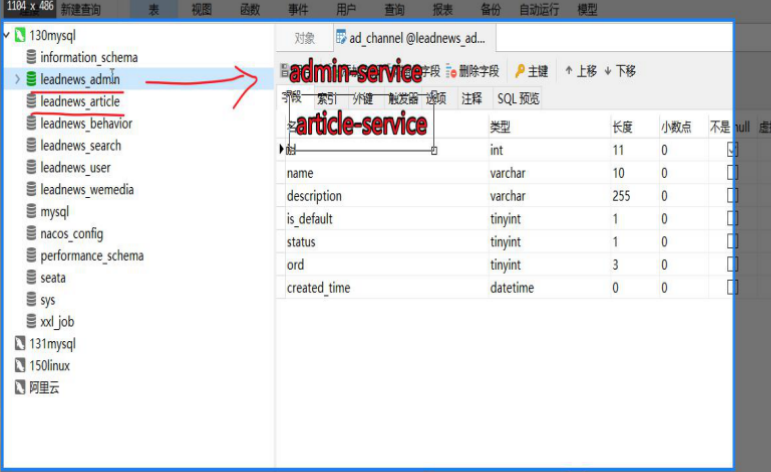 1104 x 486
新建查询 表 视图 函数 事件 用户 查询 报表 备份 自动运行 模型
130mysql
information_schema
leadnews_admin
leadnews_article
leadnews_behavior
leadnews_search
leadnews_user
leadnews_wemedia
mysql
nacos_config
performance_schema
seata
sys
xxl_job
131mysql
150linux
阿里云
对象 ad_channel @leadnews_ad...
admin-service
字段 删除字段 主键 上移 下移
字段 索引 外键 触发器 选项 注释 SQL 预览
article-service
类型 长度 小数点 不是 null
int 11 0
name varchar 10 0
description varchar 255 0
is_default tinyint 1 0
status tinyint 1 0
ord tinyint 3 0
created_time datetime 0 0